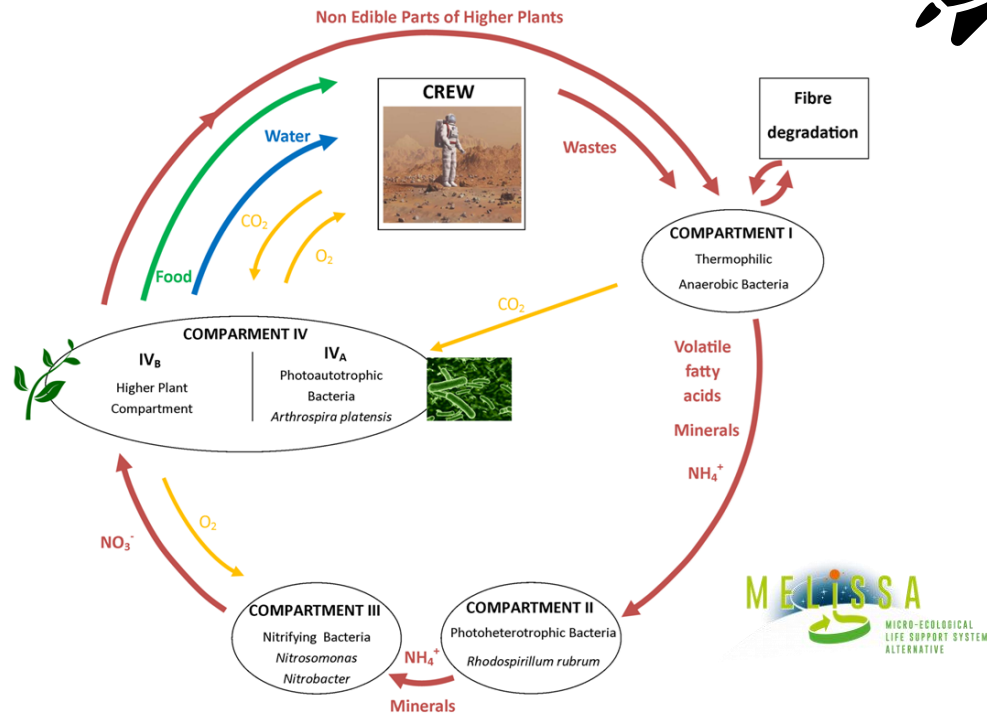 Non Edible Parts of Higher Plants
CREW
Fibre
degradation
Water
Wastes
CO₂
O₂
Food
COMPARTMENT I
Thermophilic
Anaerobic Bacteria
CO₂
COMPARMENT IV
IV_B
Higher Plant
Compartment
IV_A
Photoautotrophic
Bacteria
Arthrospira platensis
Volatile
fatty
acids
Minerals
NH₄⁺
O₂
NO₃⁻
COMPARTMENT III
Nitrifying Bacteria
Nitrosomonas
Nitrobacter
COMPARTMENT II
Photoheterotrophic Bacteria
Rhodospirillum rubrum
NH₄⁺
Minerals
MELiSSA
MICRO-ECOLOGICAL
LIFE SUPPORT SYSTEM
ALTERNATIVE